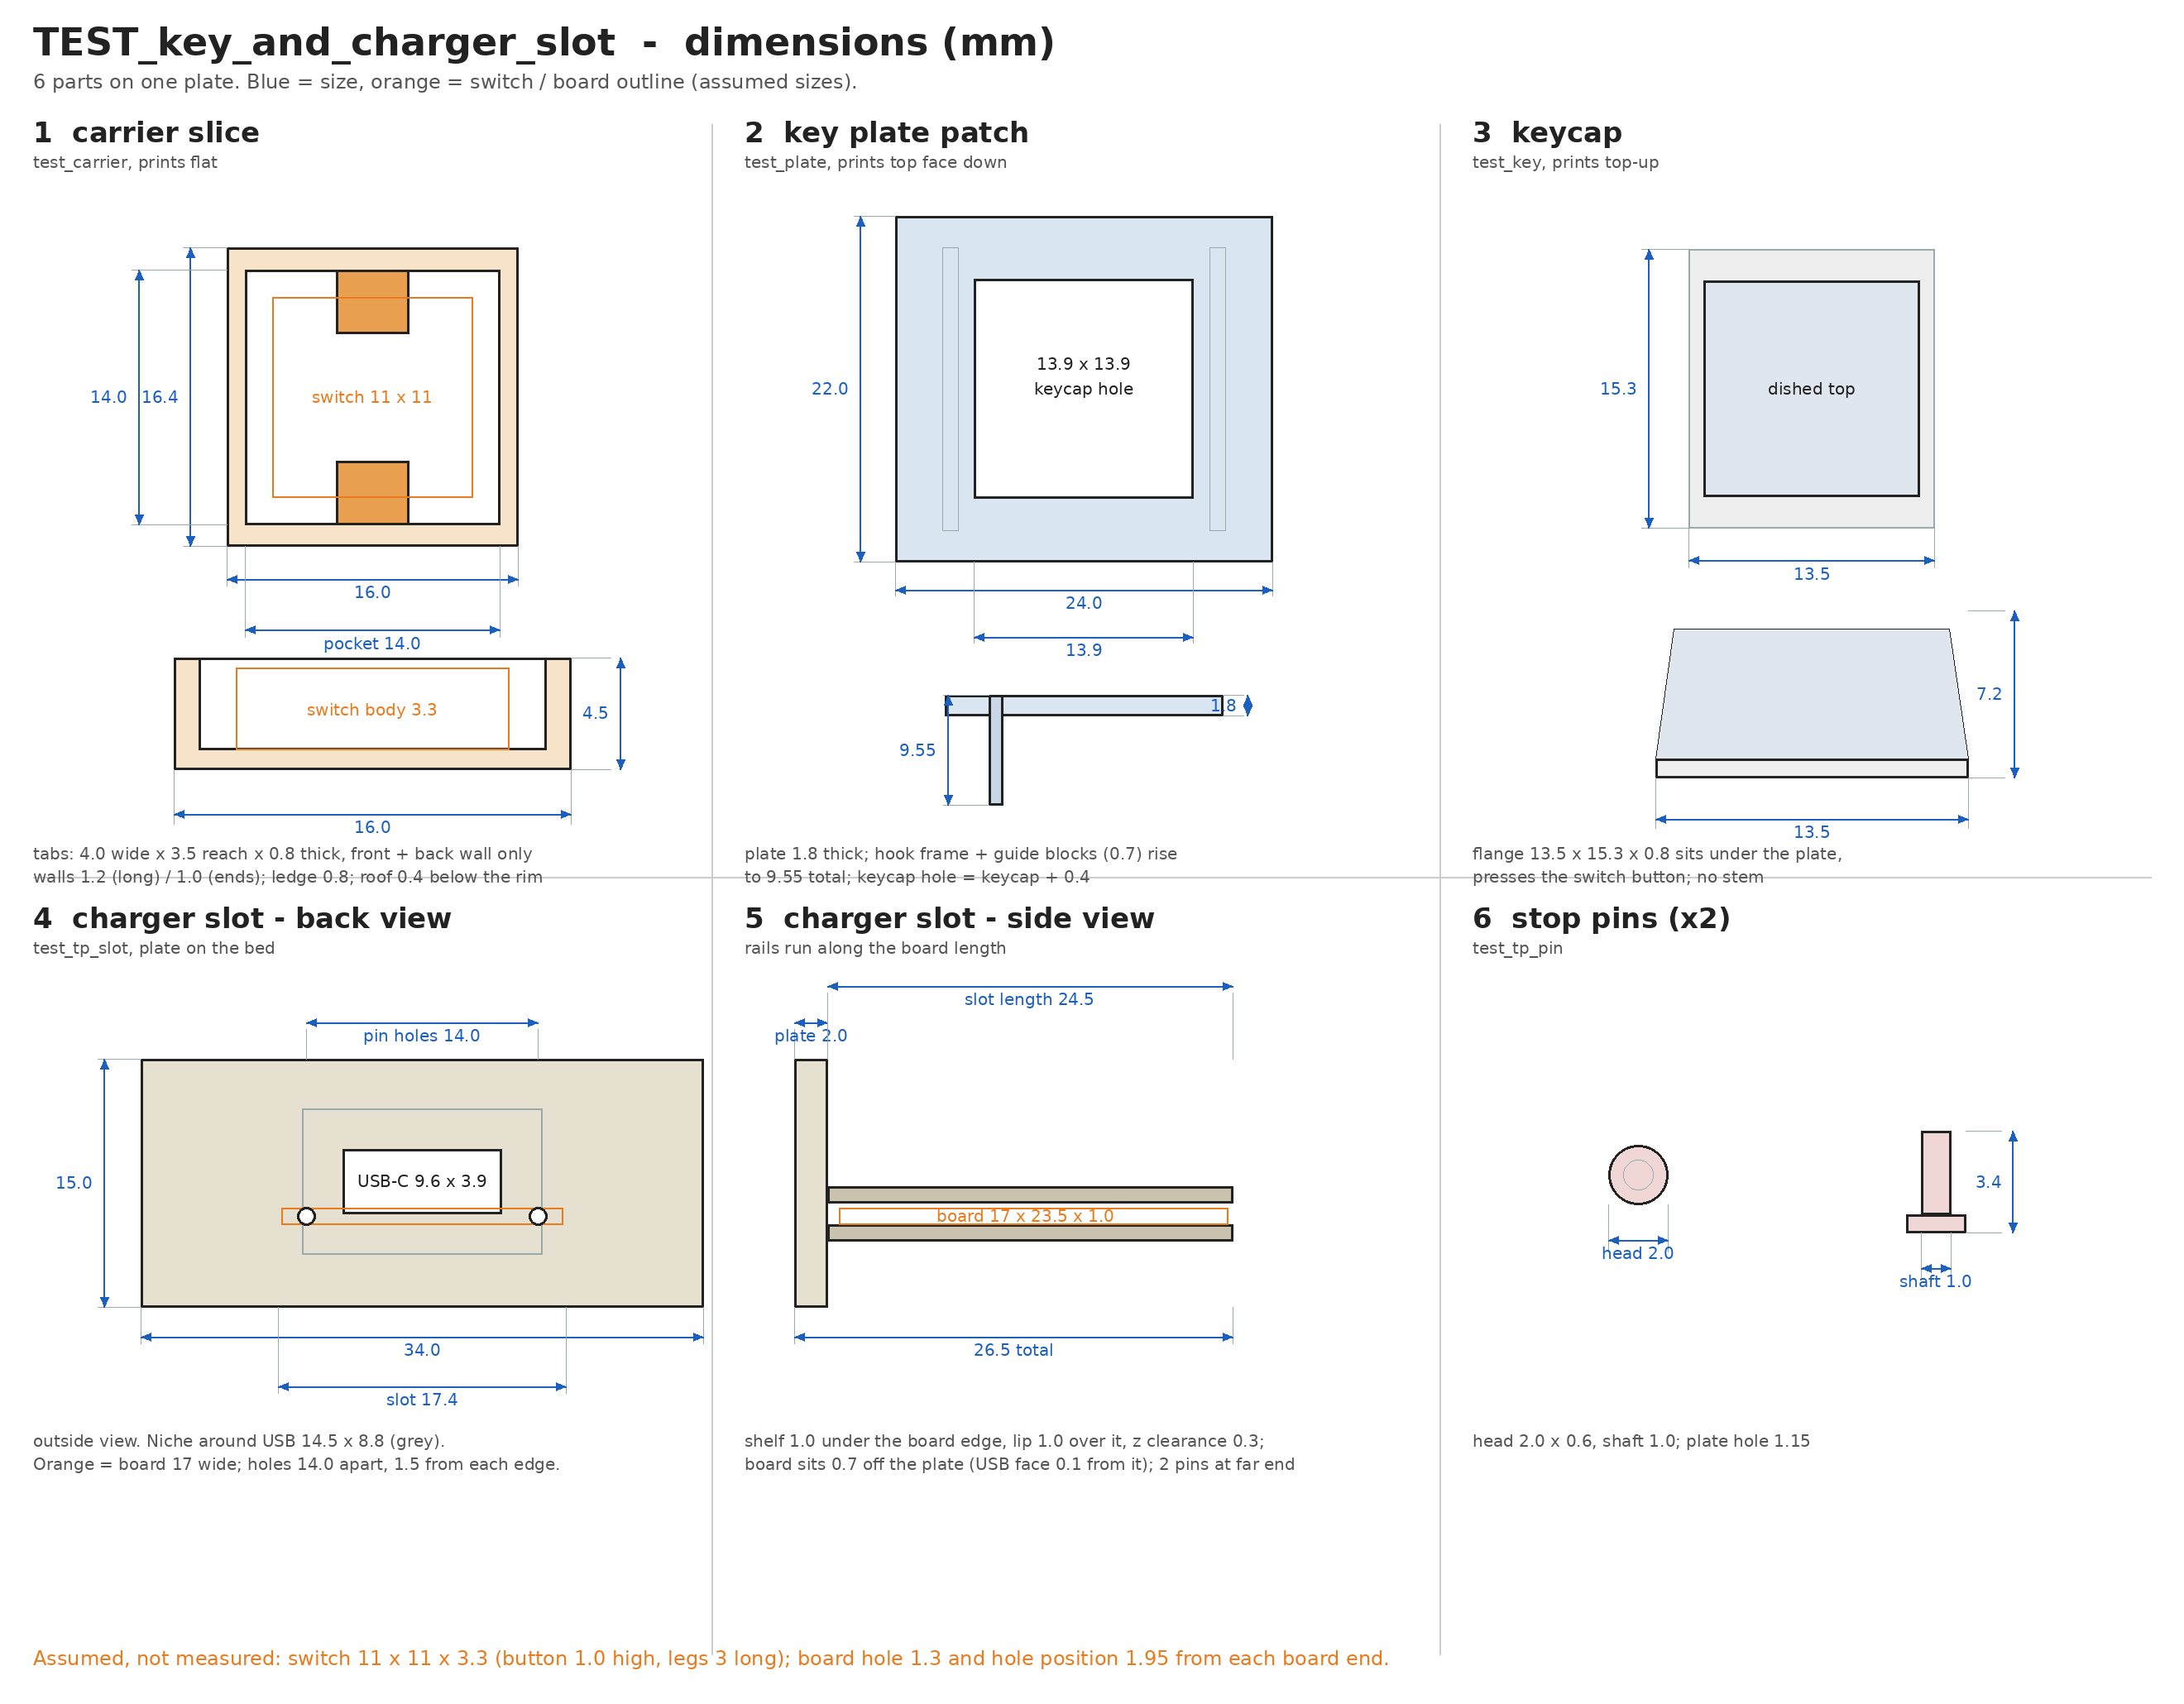 TEST_key_and_charger_slot - dimensions (mm)
6 parts on one plate. Blue = size, orange = switch / board outline (assumed sizes).
1 carrier slice
test_carrier, prints flat
14.0
16.4
switch 11 x 11
16.0
pocket 14.0
switch body 3.3
4.5
16.0
tabs: 4.0 wide x 3.5 reach x 0.8 thick, front + back wall only
walls 1.2 (long) / 1.0 (ends); ledge 0.8; roof 0.4 below the rim
2 key plate patch
test_plate, prints top face down
22.0
13.9 x 13.9
keycap hole
24.0
13.9
1.8
9.55
plate 1.8 thick; hook frame + guide blocks (0.7) rise
to 9.55 total; keycap hole = keycap + 0.4
3 keycap
test_key, prints top-up
15.3
dished top
13.5
7.2
13.5
flange 13.5 x 15.3 x 0.8 sits under the plate,
presses the switch button; no stem
4 charger slot - back view
test_tp_slot, plate on the bed
pin holes 14.0
15.0
USB-C 9.6 x 3.9
34.0
slot 17.4
outside view. Niche around USB 14.5 x 8.8 (grey).
Orange = board 17 wide; holes 14.0 apart, 1.5 from each edge.
5 charger slot - side view
rails run along the board length
slot length 24.5
plate 2.0
board 17 x 23.5 x 1.0
26.5 total
shelf 1.0 under the board edge, lip 1.0 over it, z clearance 0.3;
board sits 0.7 off the plate (USB face 0.1 from it); 2 pins at far end
6 stop pins (x2)
test_tp_pin
3.4
head 2.0
shaft 1.0
head 2.0 x 0.6, shaft 1.0; plate hole 1.15
Assumed, not measured: switch 11 x 11 x 3.3 (button 1.0 high, legs 3 long); board hole 1.3 and hole position 1.95 from each board end.